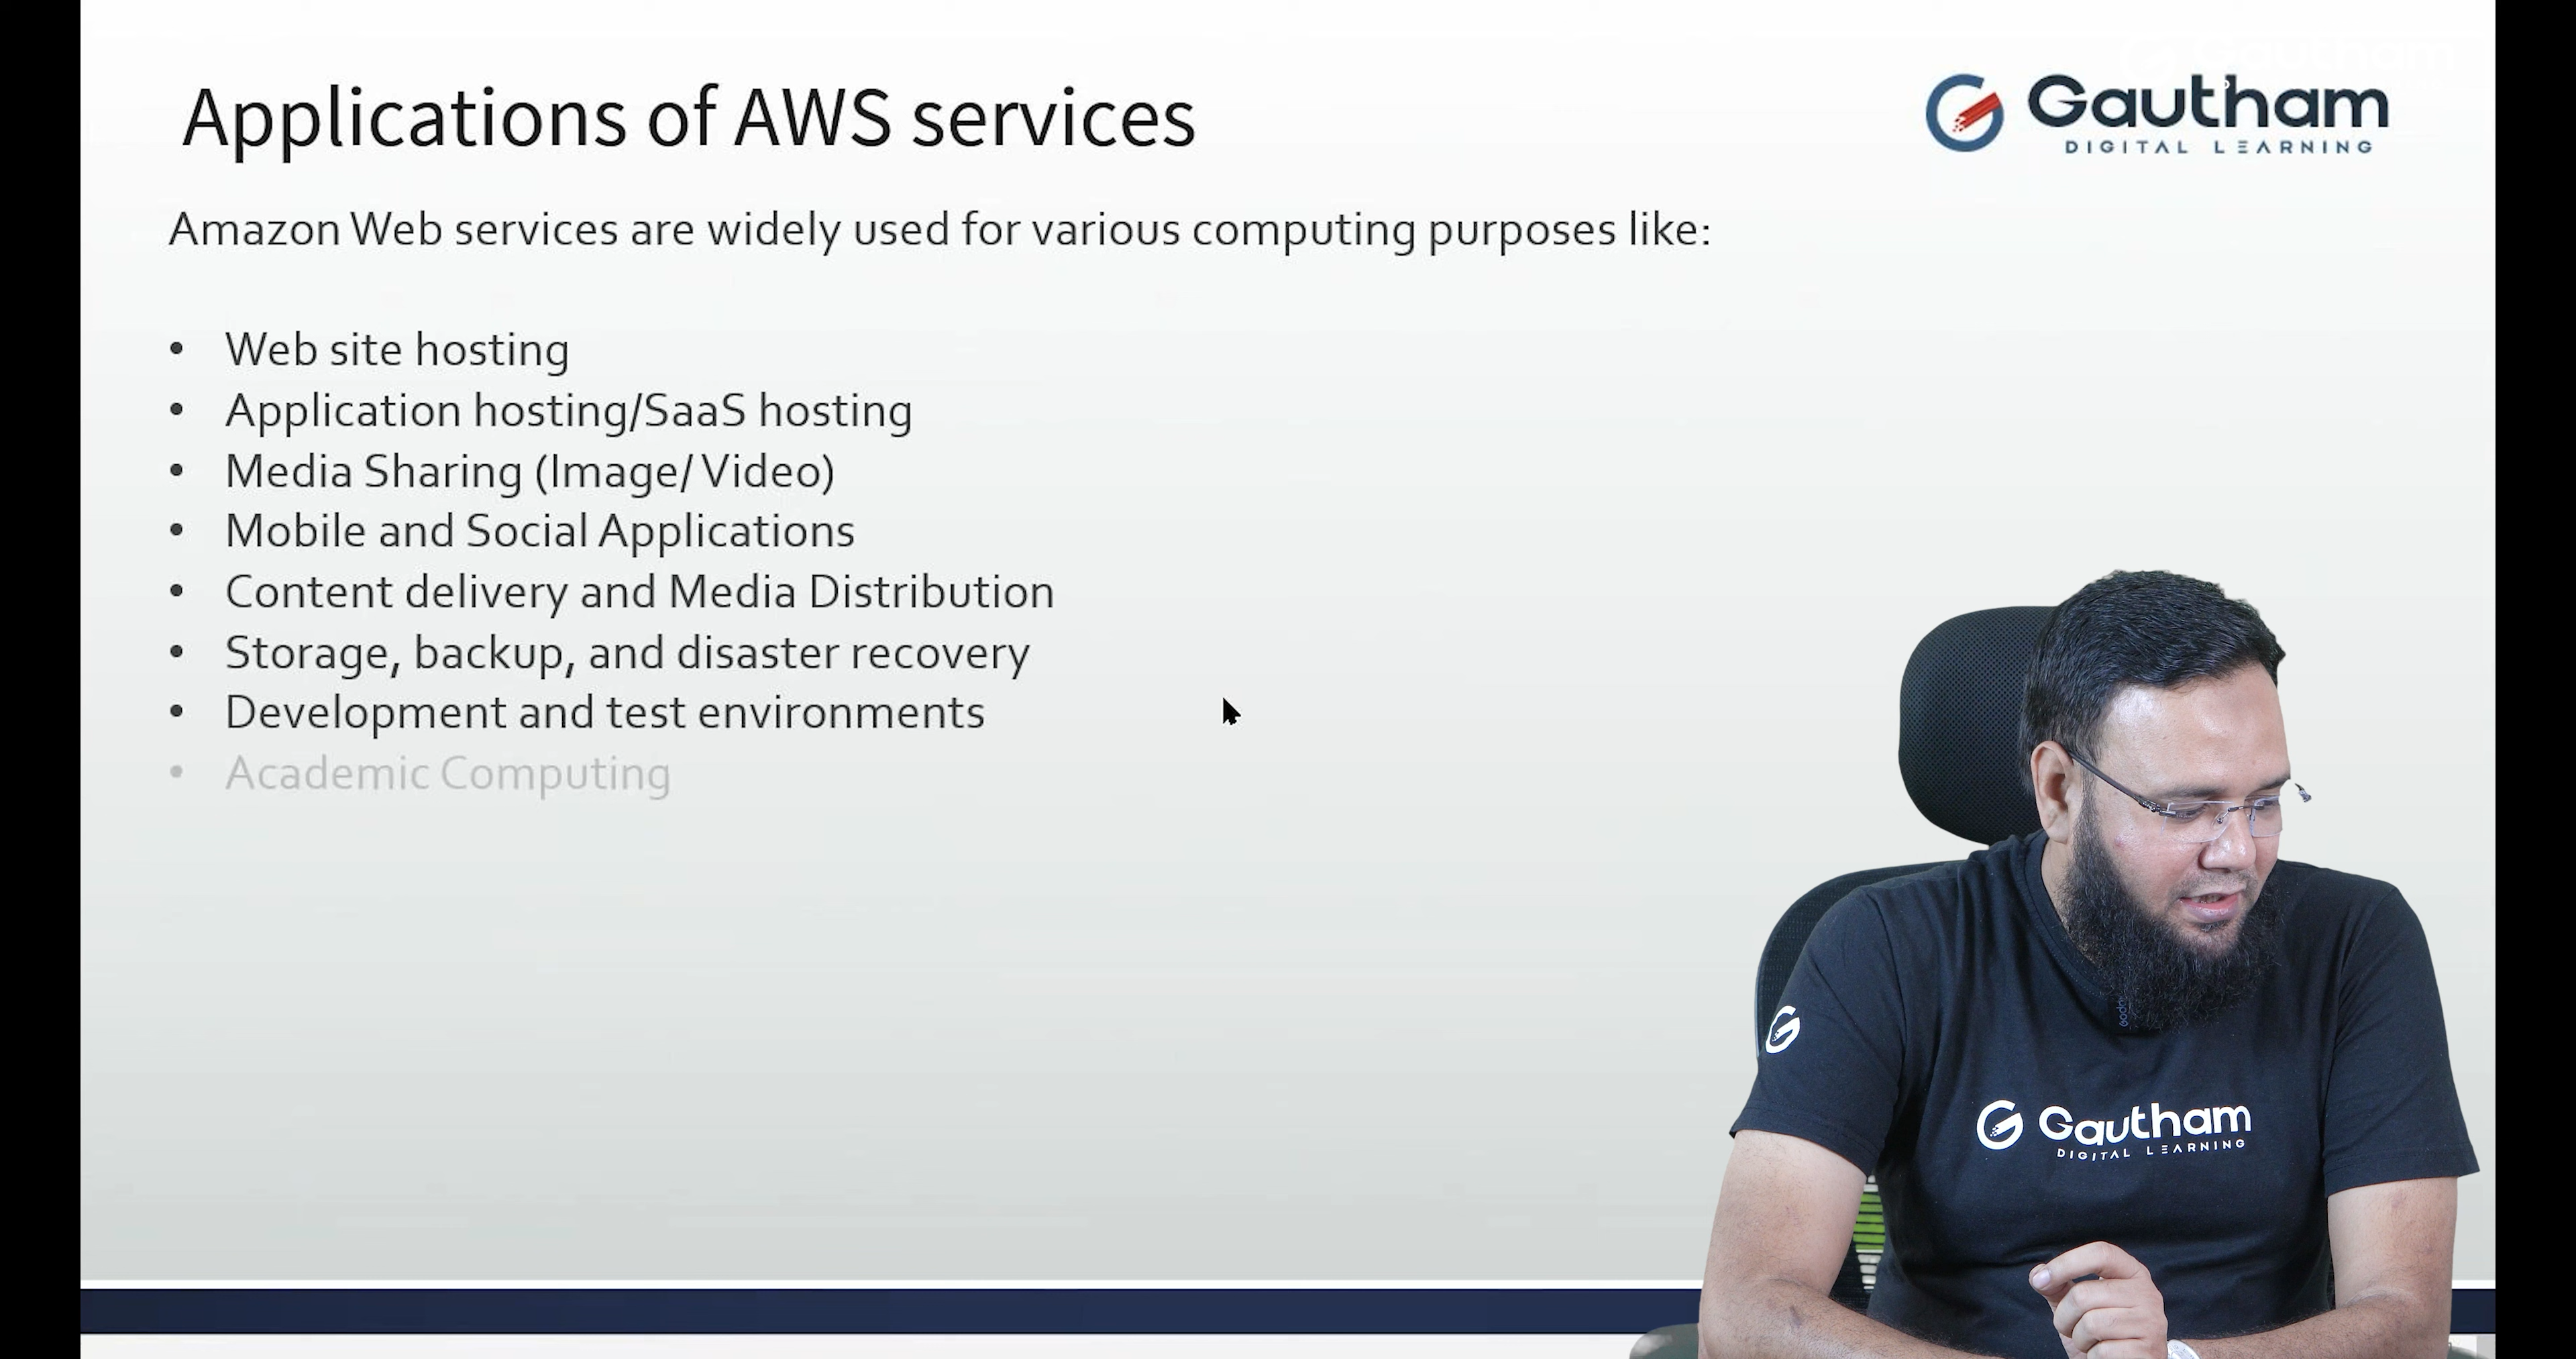 Applications of AWS services
Gautham
DIGITAL LEARNING
Amazon Web services are widely used for various computing purposes like:
• Web site hosting
• Application hosting/SaaS hosting
• Media Sharing (Image/ Video)
• Mobile and Social Applications
• Content delivery and Media Distribution
• Storage, backup, and disaster recovery
• Development and test environments
• Academic Computing
Gautham
DIGITAL LEARNING